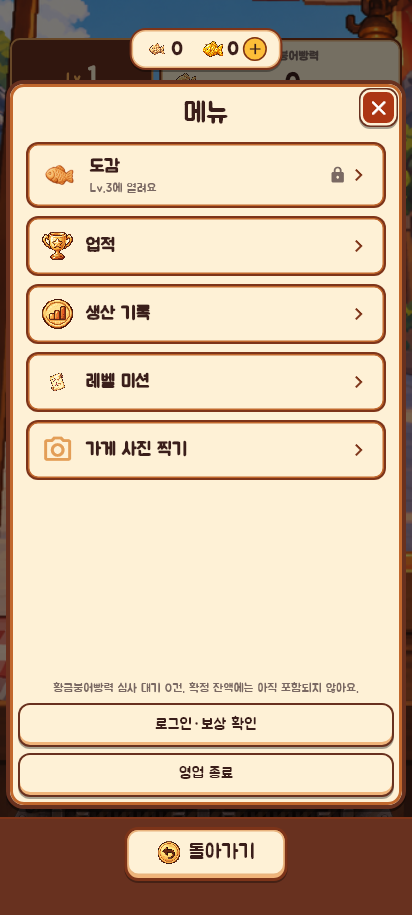 0 0
붕어빵력
Lv.1
0
메뉴
도감
Lv.3에 열려요
업적
생산 기록
레벨 미션
가게 사진 찍기
황금붕어빵력 심사 대기 0건, 확정 잔액에는 아직 포함되지 않아요.
로그인·보상 확인
영업 종료
돌아가기